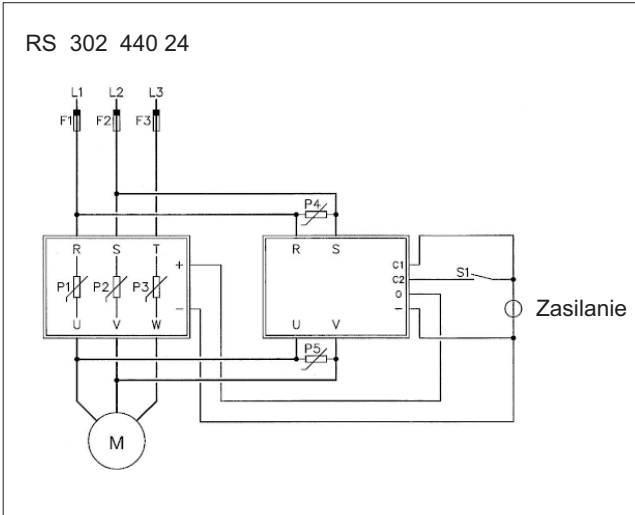 RS 302 440 24
L1 L2 L3
F1 F2 F3
P4
R S T + R S
C1
C2 S1
P1 P2 P3 0 Zasilanie
− −
U V W U V
P5
M